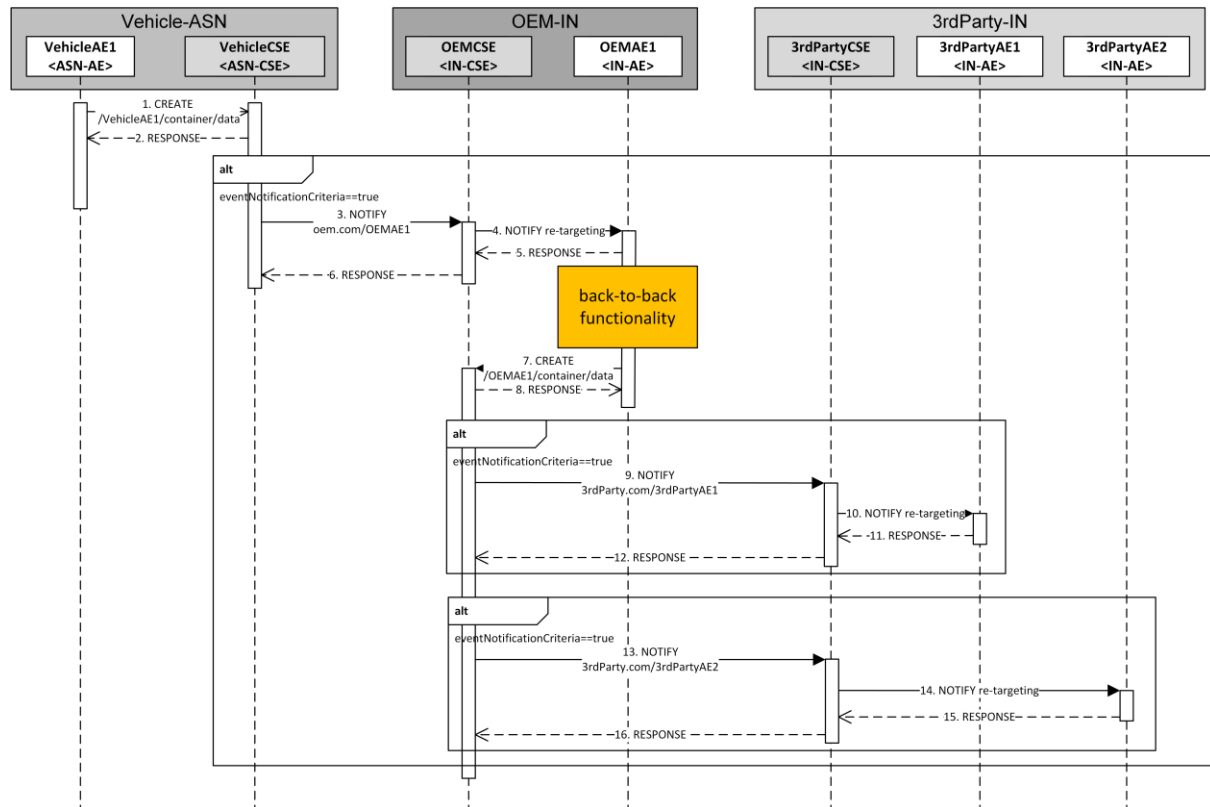 Vehicle-ASN
OEM-IN
3rdParty-IN
VehicleAE1
<ASN-AE>
VehicleCSE
<ASN-CSE>
OEMCSE
<IN-CSE>
OEMAE1
<IN-AE>
3rdPartyCSE
<IN-CSE>
3rdPartyAE1
<IN-AE>
3rdPartyAE2
<IN-AE>
1. CREATE
/VehicleAE1/container/data
2. RESPONSE
alt
eventNotificationCriteria==true
3. NOTIFY
oem.com/OEMAE1
4. NOTIFY re-targeting
5. RESPONSE
6. RESPONSE
back-to-back
functionality
7. CREATE
/OEMAE1/container/data
8. RESPONSE
alt
eventNotificationCriteria==true
9. NOTIFY
3rdParty.com/3rdPartyAE1
10. NOTIFY re-targeting
11. RESPONSE
12. RESPONSE
alt
eventNotificationCriteria==true
13. NOTIFY
3rdParty.com/3rdPartyAE2
14. NOTIFY re-targeting
15. RESPONSE
16. RESPONSE